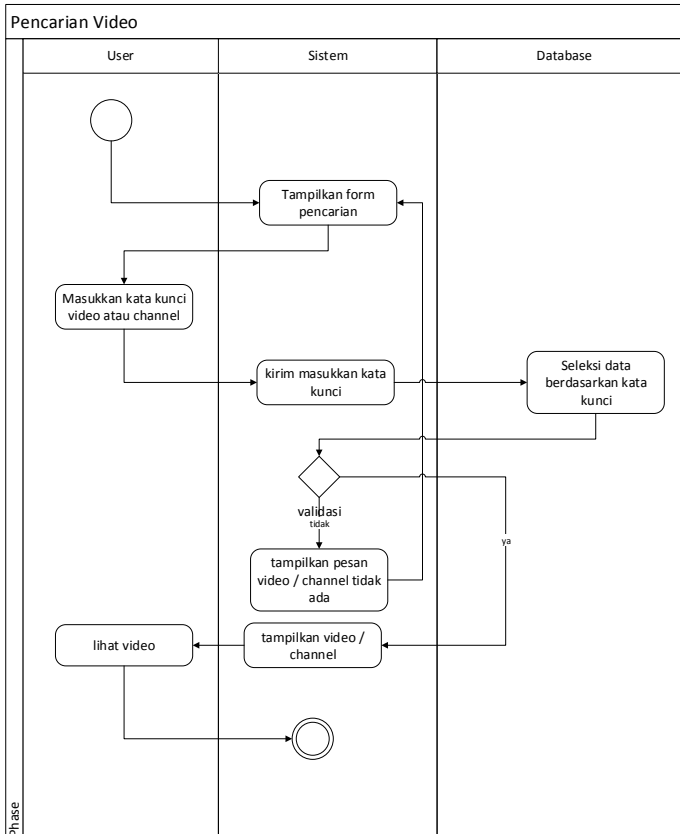 Pencarian Video
User
Sistem
Database
Tampilkan form
pencarian
Masukkan kata kunci
video atau channel
kirim masukkan kata
kunci
Seleksi data
berdasarkan kata
kunci
validasi
tidak
ya
tampilkan pesan
video / channel tidak
ada
tampilkan video /
channel
lihat video
Phase